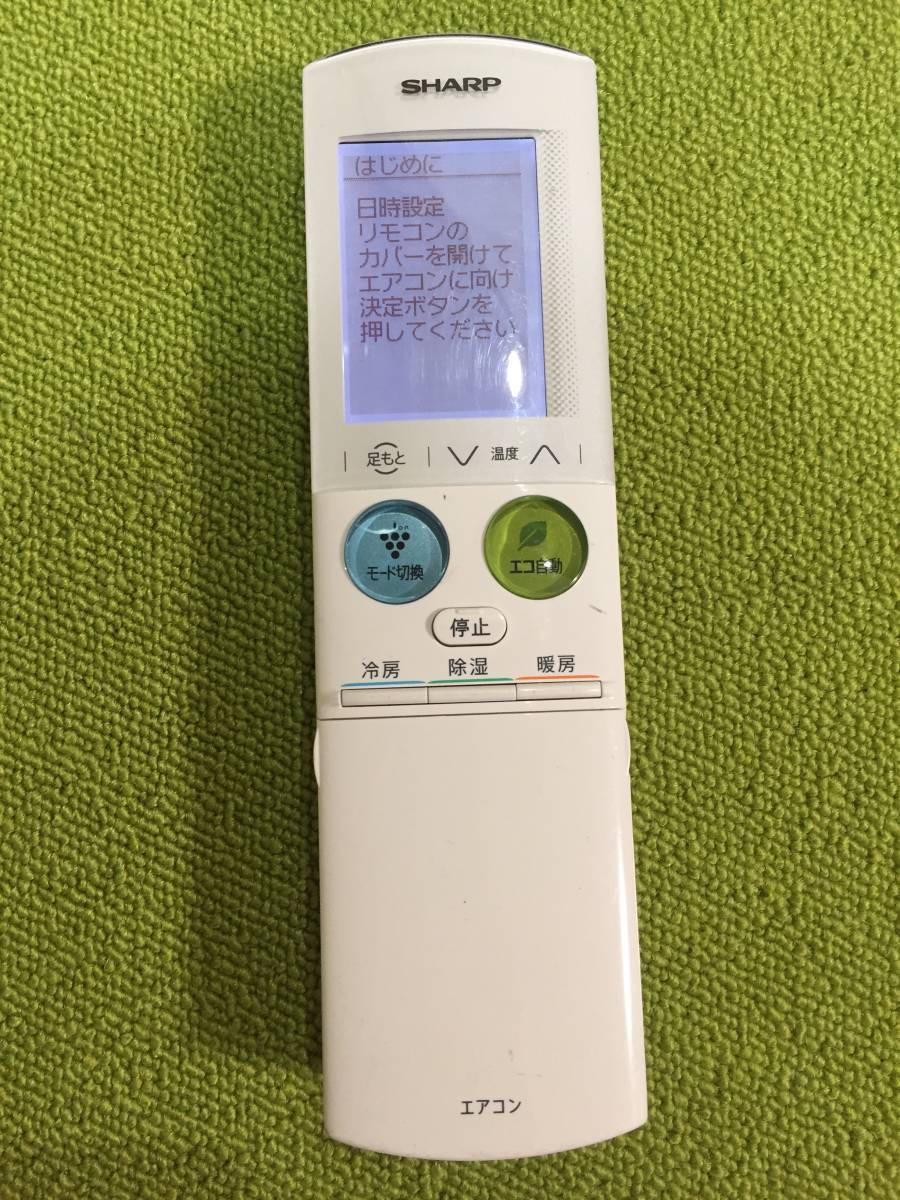 SHARP
はじめに
日時設定
リモコンの
カバーを開けて
エアコンに向け
決定ボタンを
押してください
足もと 温度
モード切換 エコ自動
停止
冷房 除湿 暖房
エアコン